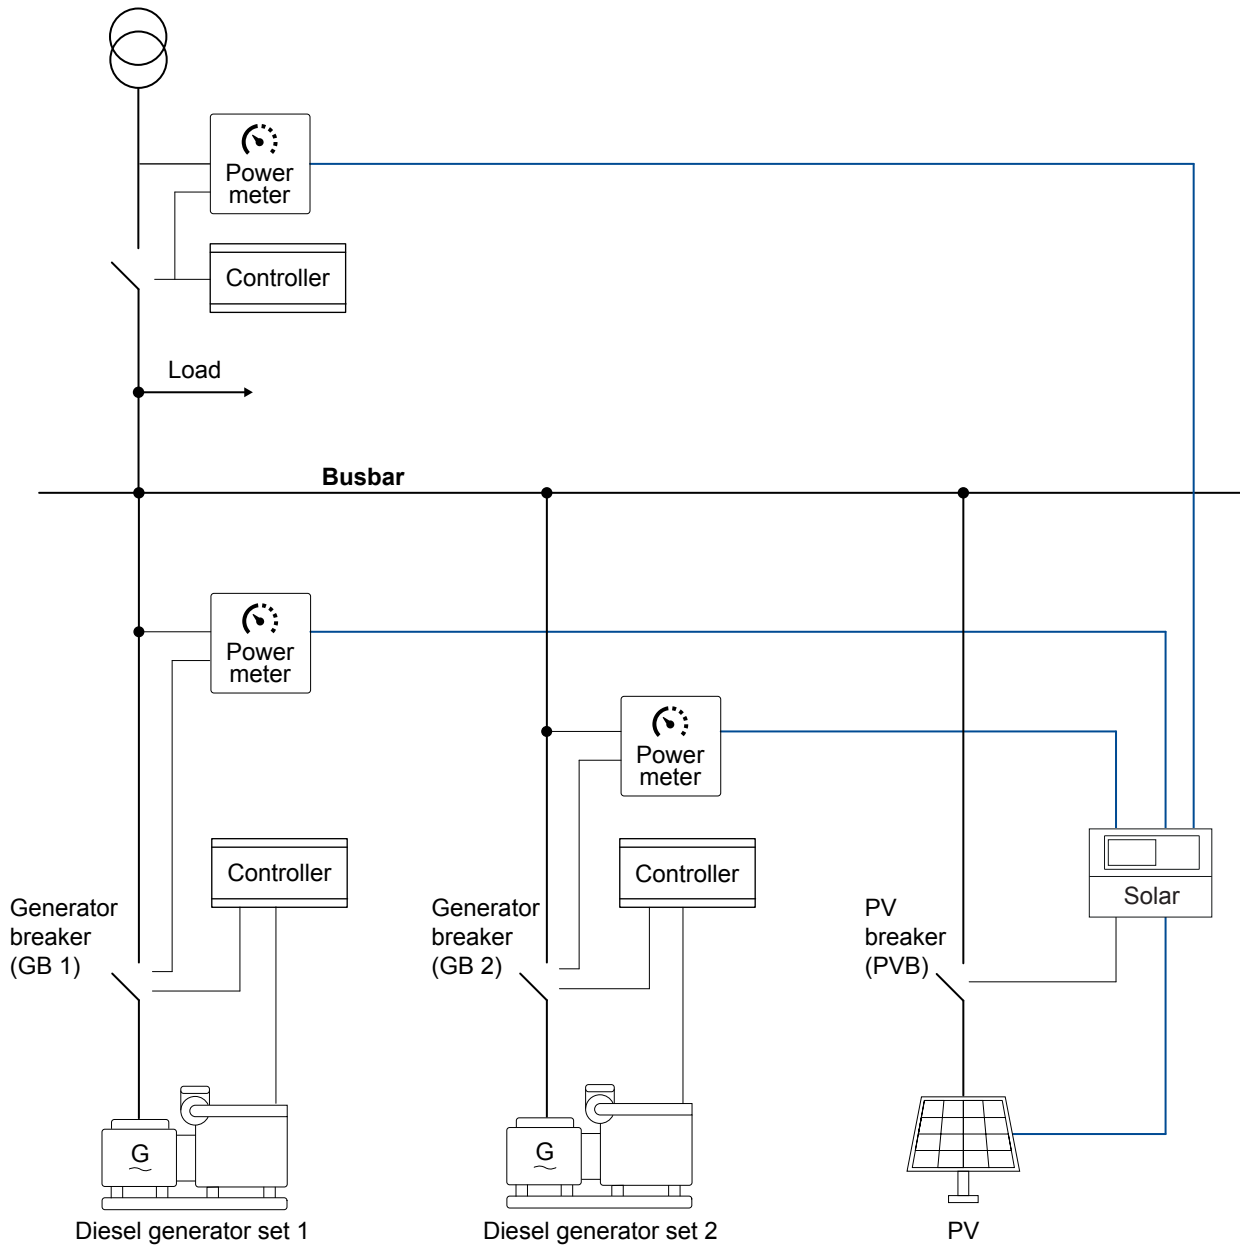 Power
meter
Controller
Load
Busbar
Power
meter
Power
meter
Controller
Controller
Solar
Generator
breaker
(GB 1)
Generator
breaker
(GB 2)
PV
breaker
(PVB)
G
G
Diesel generator set 1
Diesel generator set 2
PV